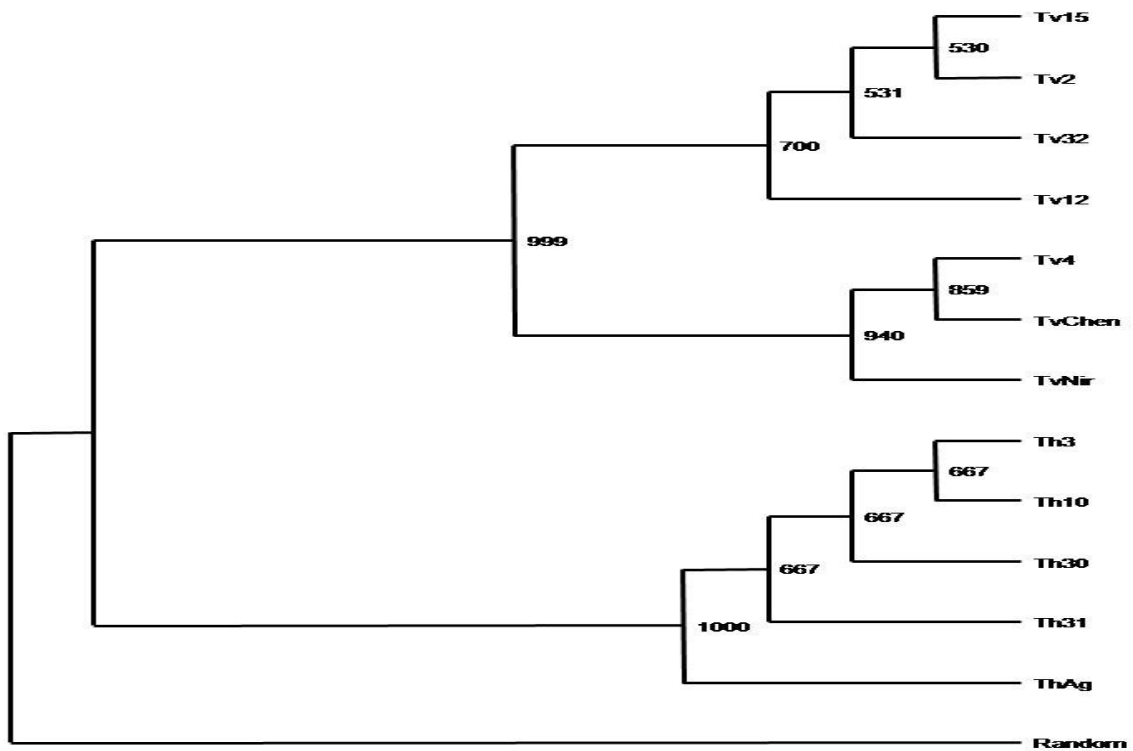 Tv15
530
Tv2
531
Tv32
700
Tv12
999
Tv4
859
TvChen
940
TvNir
Th3
667
Th10
667
Th30
667
Th31
1000
ThAg
Random